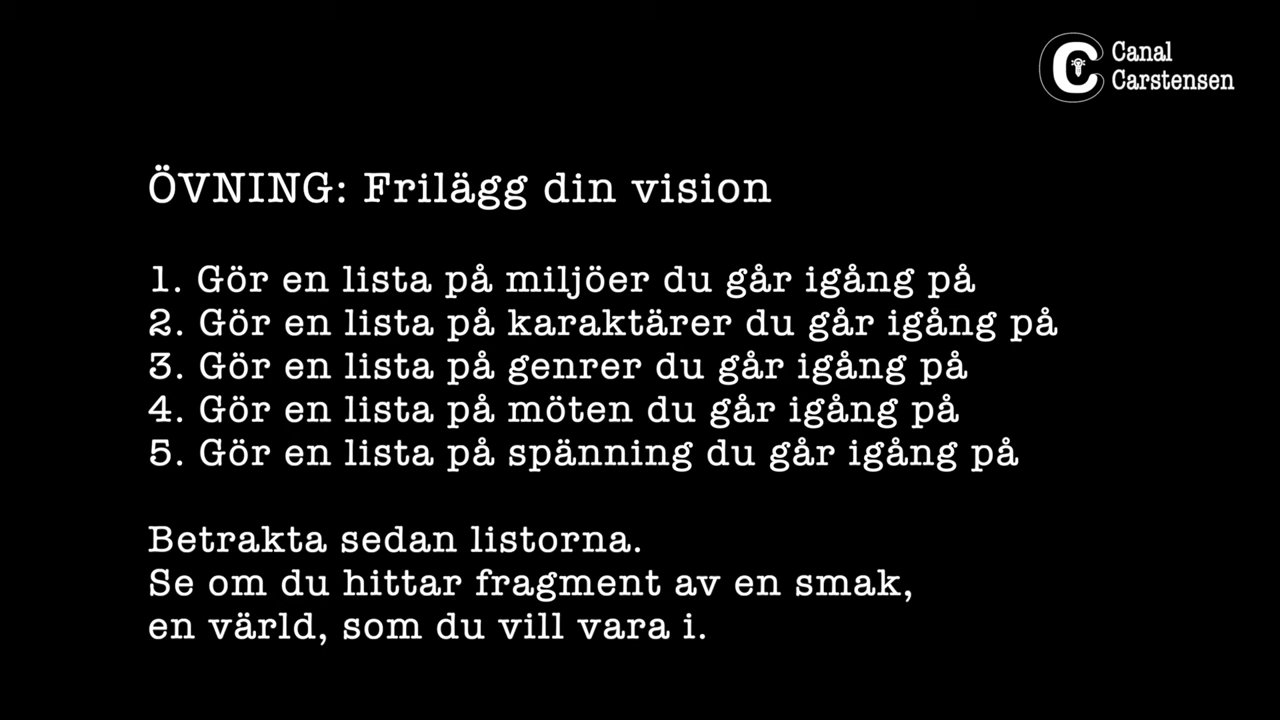 Canal
Carstensen
ÖVNING: Frilägg din vision
1. Gör en lista på miljöer du går igång på
2. Gör en lista på karaktärer du går igång på
3. Gör en lista på genrer du går igång på
4. Gör en lista på möten du går igång på
5. Gör en lista på spänning du går igång på
Betrakta sedan listorna.
Se om du hittar fragment av en smak,
en värld, som du vill vara i.